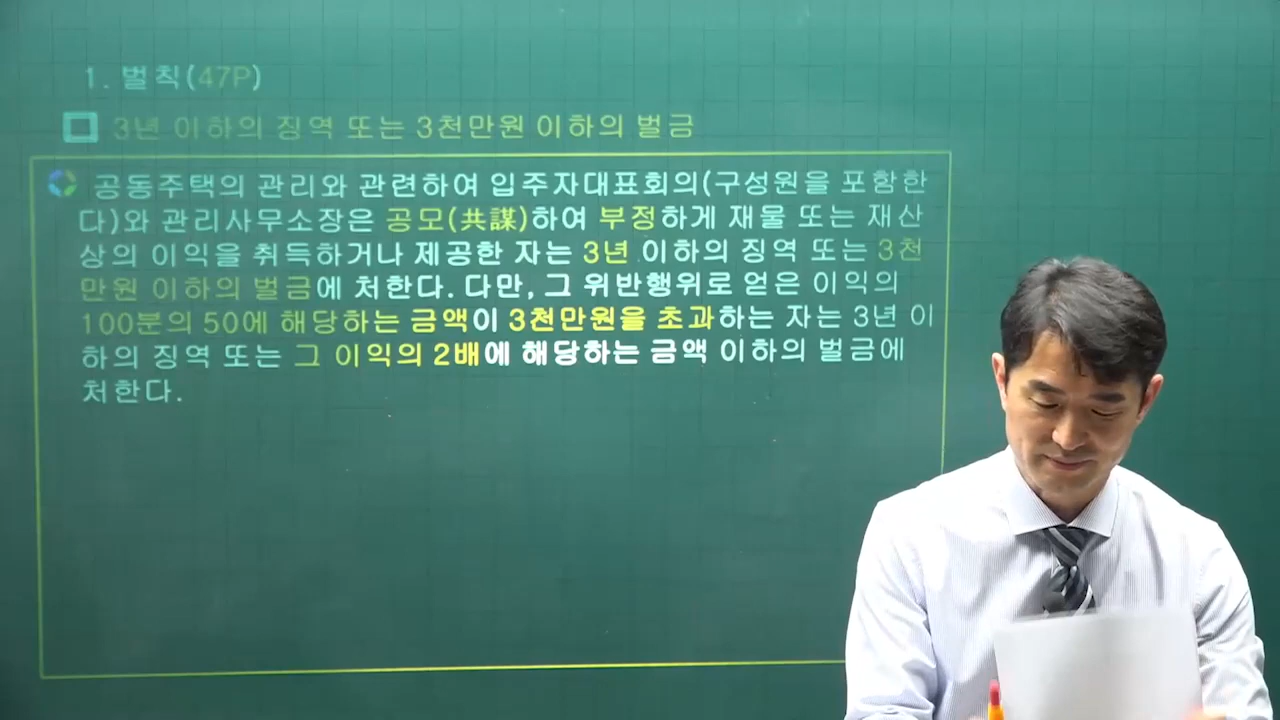 1. 벌칙(47P)
3년 이하의 징역 또는 3천만원 이하의 벌금
공동주택의 관리와 관련하여 입주자대표회의(구성원을 포함한
다)와 관리사무소장은 공모(共謀)하여 부정하게 재물 또는 재산
상의 이익을 취득하거나 제공한 자는 3년 이하의 징역 또는 3천
만원 이하의 벌금에 처한다. 다만, 그 위반행위로 얻은 이익의
100분의 50에 해당하는 금액이 3천만원을 초과하는 자는 3년 이
하의 징역 또는 그 이익의 2배에 해당하는 금액 이하의 벌금에
처한다.